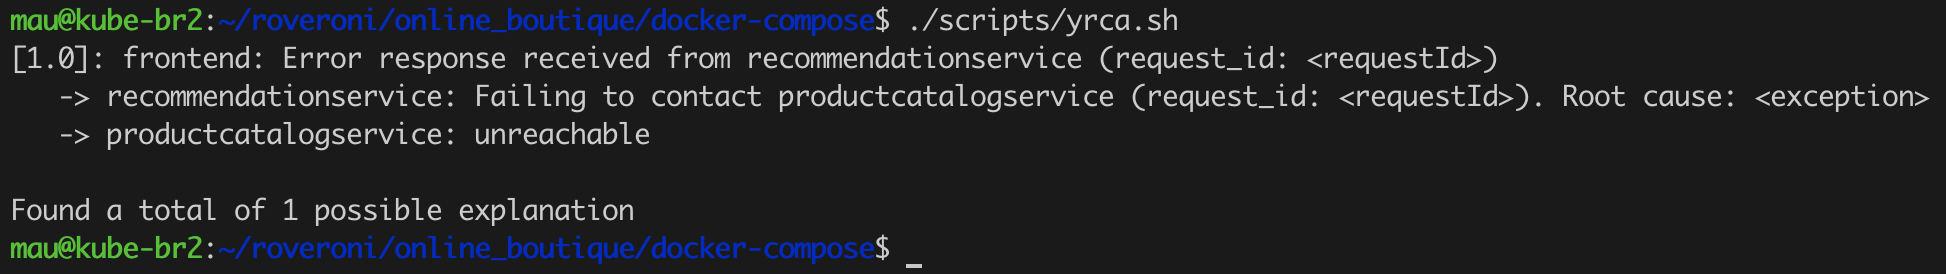 mau@kube-br2:~/roveroni/online_boutique/docker-compose$ ./scripts/yrca.sh
[1.0]: frontend: Error response received from recommendationservice (request_id: <requestId>)
   -> recommendationservice: Failing to contact productcatalogservice (request_id: <requestId>). Root cause: <exception>
   -> productcatalogservice: unreachable

Found a total of 1 possible explanation
mau@kube-br2:~/roveroni/online_boutique/docker-compose$ _